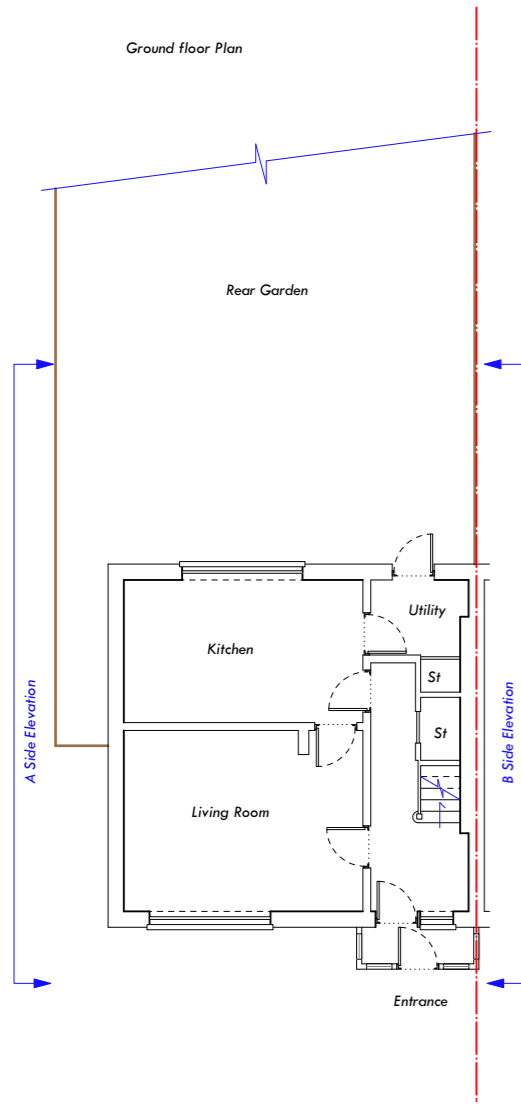 Ground floor Plan
Rear Garden
Utility
Kitchen
St
St
A Side Elevation
B Side Elevation
Living Room
Entrance